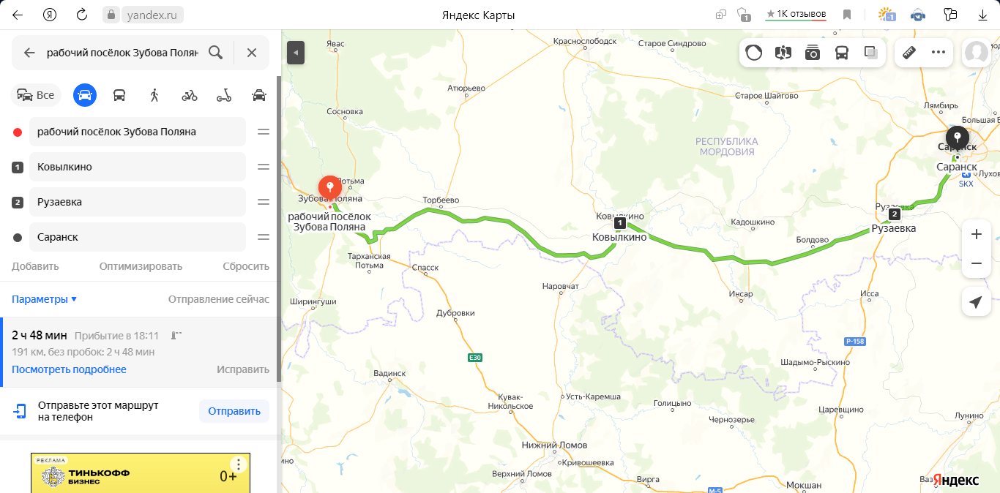 yandex.ru
Яндекс Карты
1
★ 1К отзывов
-1
рабочий посёлок Зубова Полян
Все
рабочий посёлок Зубова Поляна
1 Ковылкино
2 Рузаевка
Саранск
Добавить Оптимизировать Сбросить
Параметры Отправление сейчас
2 ч 48 мин Прибытие в 18:11
191 км, без пробок: 2 ч 48 мин
Посмотреть подробнее Исправить
Отправьте этот маршрут
на телефон
Отправить
РЕКЛАМА
ТИНЬКОФФ
БИЗНЕС
0+
Явас
Краснослободск
Старое Синдрово
Атюрьево
Старое Шайгово
Лямбирь
Сосновка
Большая Е
РЕСПУБЛИКА
МОРДОВИЯ
Саранск
Саранск
Лухов
SKX
Потьма
Зубова Поляна
рабочий посёлок
Зубова Поляна
Торбеево
Ковылкино
1
Ковылкино
Кадошкино
Рузаевка
2
Рузаевка
Болдово
Тарханская
Потьма
Спасск
Наровчат
Инсар
Исса
Ширингуши
Дубровки
E30
Р-158
Шадымо-Рыскино
Вадинск
Кувак-
Никольское
Усть-Каремша
Голицыно
Царевщино
Чернозерье
Лунино
Нижний Ломов
ино
Кривошеевка
Верхний Ломов
Вирга
М-5
Мокшан
Ваз
Яндекс